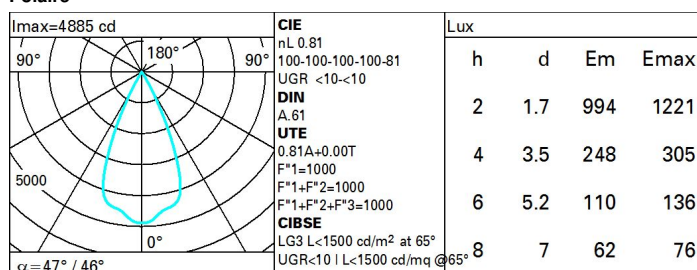 Imax=4885 cd
90° 180° 90°
5000
0°
α=47° / 46°
CIE
nL 0.81
100-100-100-100-81
UGR <10-<10
DIN
A.61
UTE
0.81A+0.00T
F"1=1000
F"1+F"2=1000
F"1+F"2+F"3=1000
CIBSE
LG3 L<1500 cd/m² at 65°
UGR<10 | L<1500 cd/mq @65°
Lux
h d Em Emax
2 1.7 994 1221
4 3.5 248 305
6 5.2 110 136
8 7 62 76